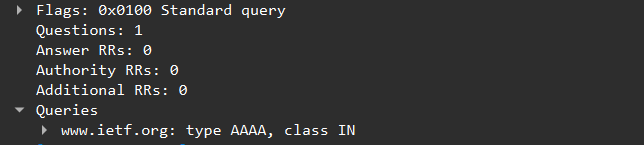 Flags: 0x0100 Standard query
Questions: 1
Answer RRs: 0
Authority RRs: 0
Additional RRs: 0
Queries
www.ietf.org: type AAAA, class IN